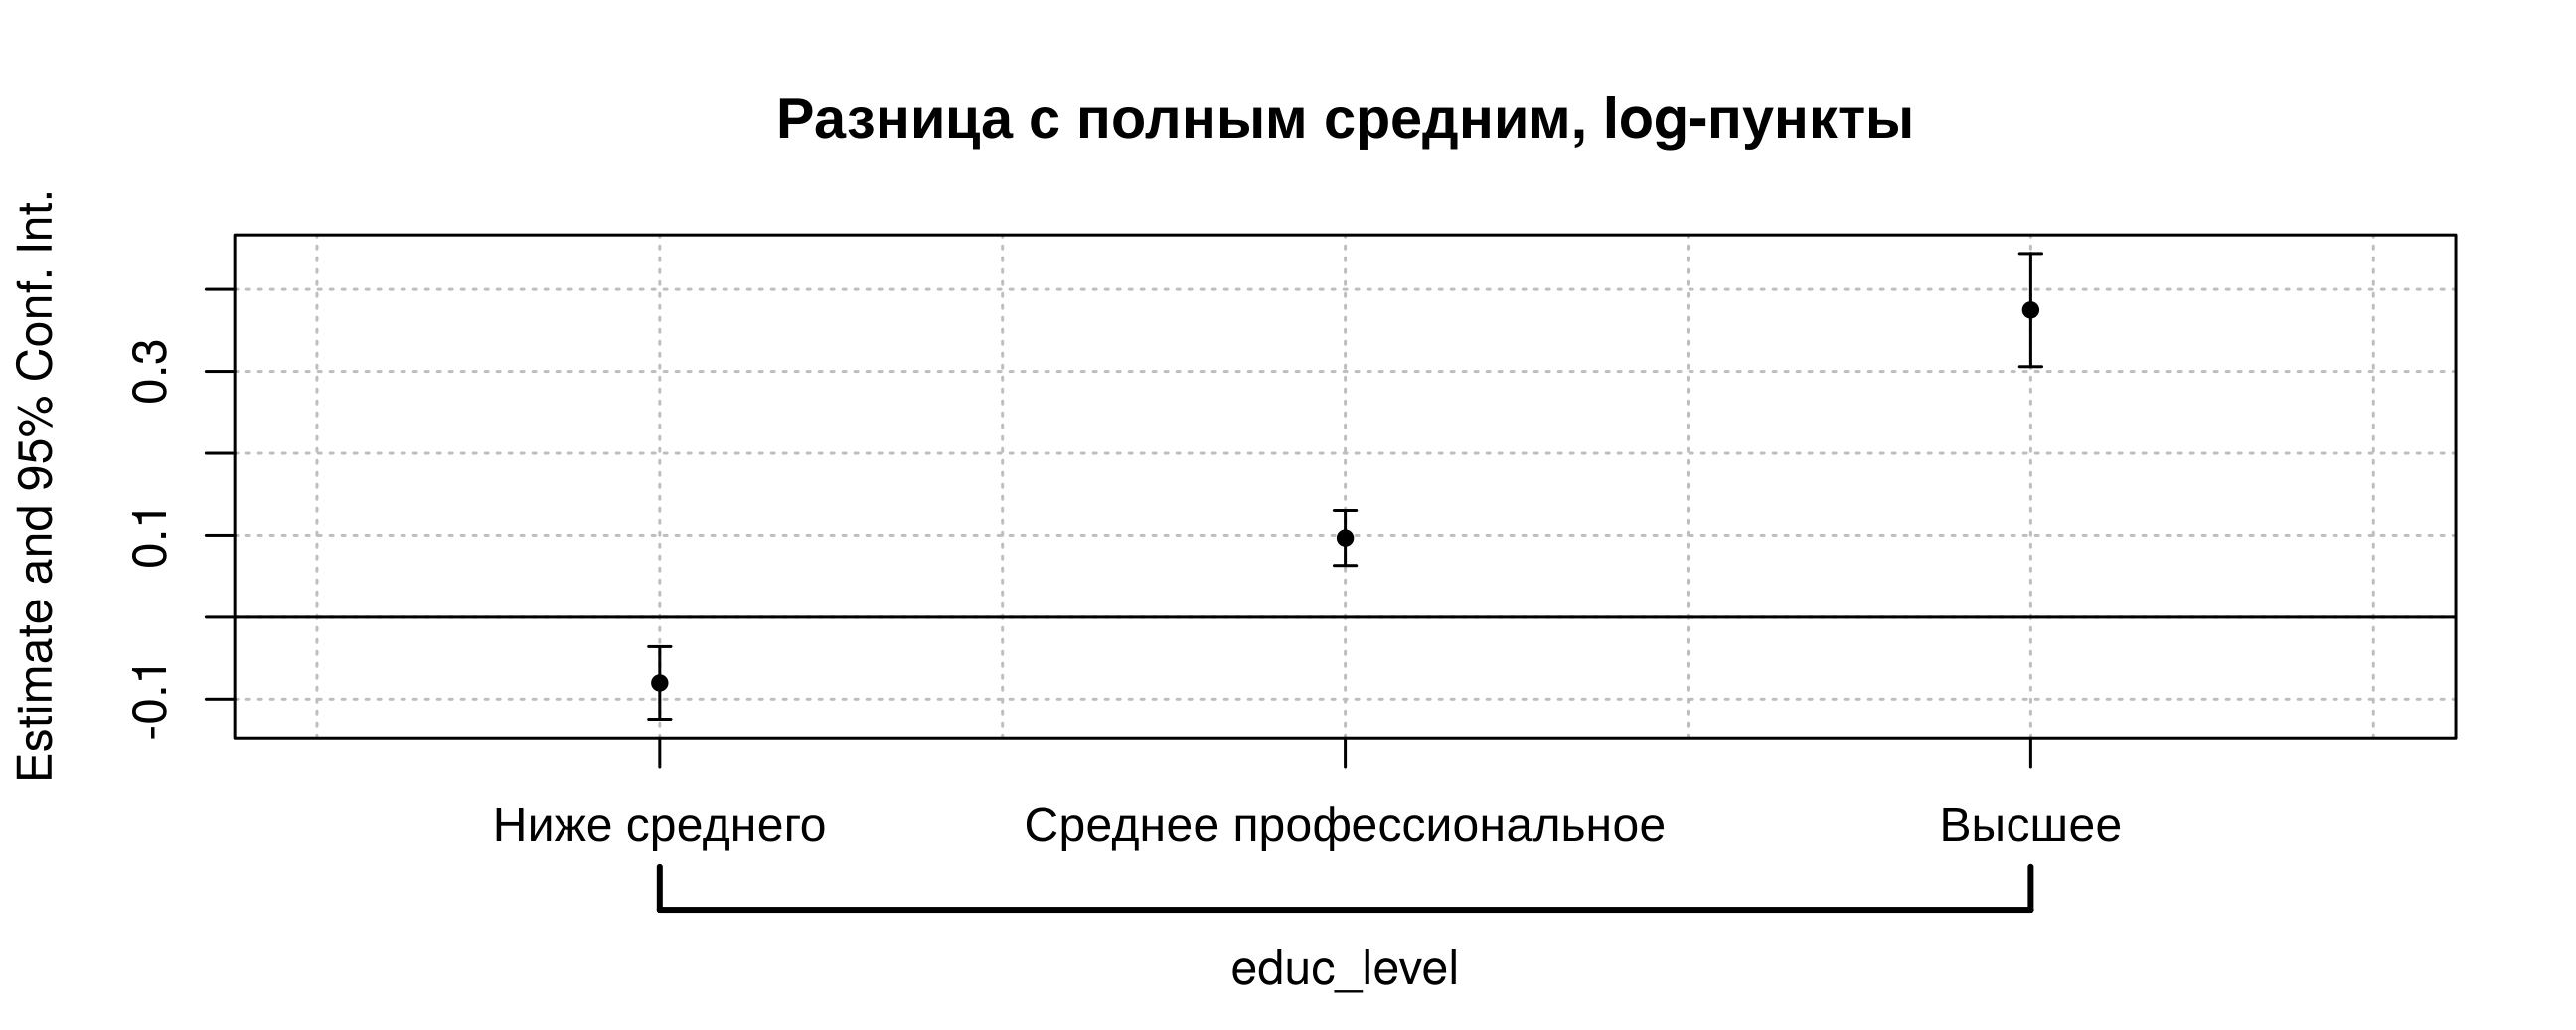 Разница с полным средним, log-пункты
Estimate and 95% Conf. Int.
0.3
0.1
-0.1
Ниже среднего
Среднее профессиональное
Высшее
educ_level